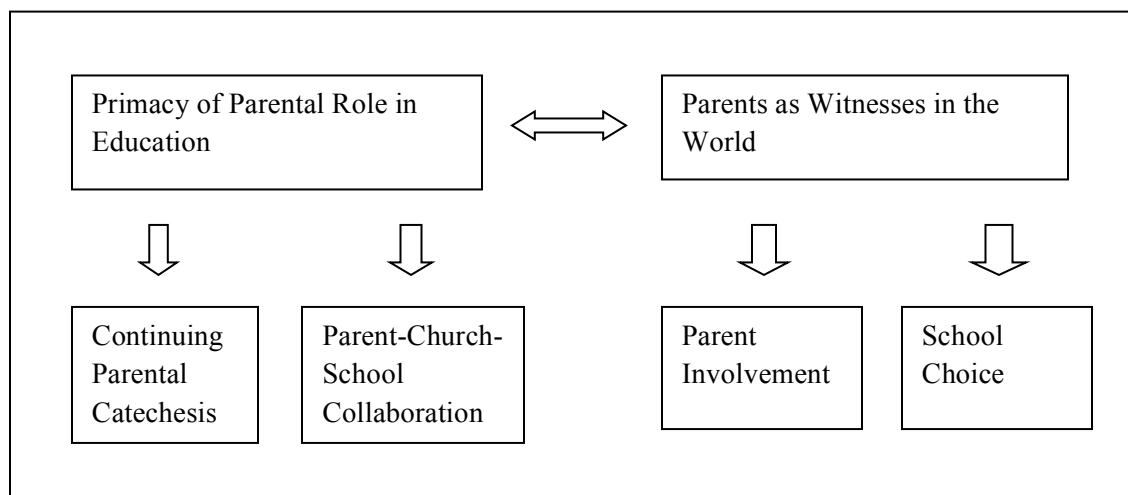 Primacy of Parental Role in
Education
Parents as Witnesses in the
World
Continuing
Parental
Catechesis
Parent-Church-
School
Collaboration
Parent
Involvement
School
Choice